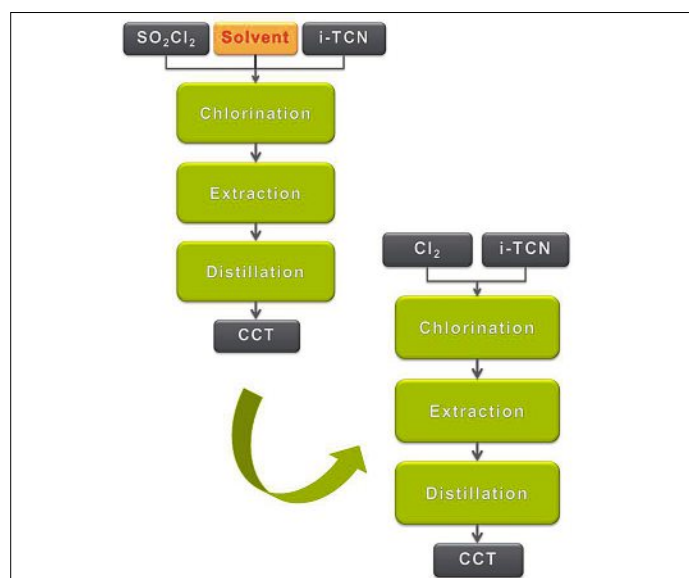 SO₂Cl₂ Solvent i-TCN
Chlorination
Extraction
Distillation
CCT
Cl₂ i-TCN
Chlorination
Extraction
Distillation
CCT